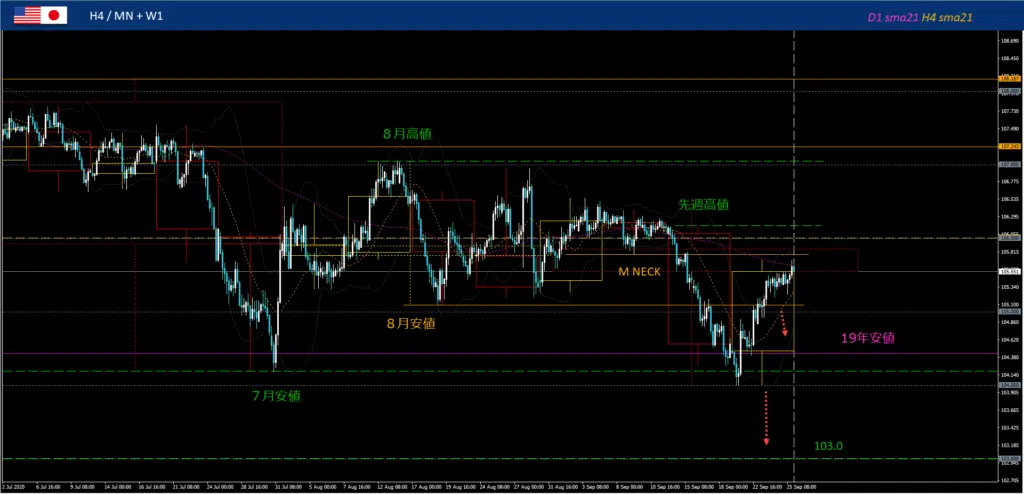 H4 / MN + W1
D1 sma21 H4 sma21
8月高値
先週高値
M NECK
8月安値
19年安値
7月安値
103.0
108.690
108.450
108.000
107.730
107.490
107.243
107.000
106.775
106.535
106.295
106.000
105.815
105.551
105.340
105.100
105.000
104.860
104.620
104.380
104.140
104.000
103.905
103.665
103.425
103.185
103.000
102.945
102.705
2 Jul 2020
6 Jul 16:00
9 Jul 08:00
14 Jul 00:00
16 Jul 16:00
21 Jul 08:00
24 Jul 00:00
28 Jul 16:00
31 Jul 08:00
5 Aug 00:00
7 Aug 16:00
12 Aug 08:00
17 Aug 00:00
19 Aug 16:00
24 Aug 08:00
27 Aug 00:00
31 Aug 16:00
3 Sep 08:00
8 Sep 00:00
10 Sep 16:00
15 Sep 08:00
18 Sep 00:00
22 Sep 16:00
25 Sep 08:00